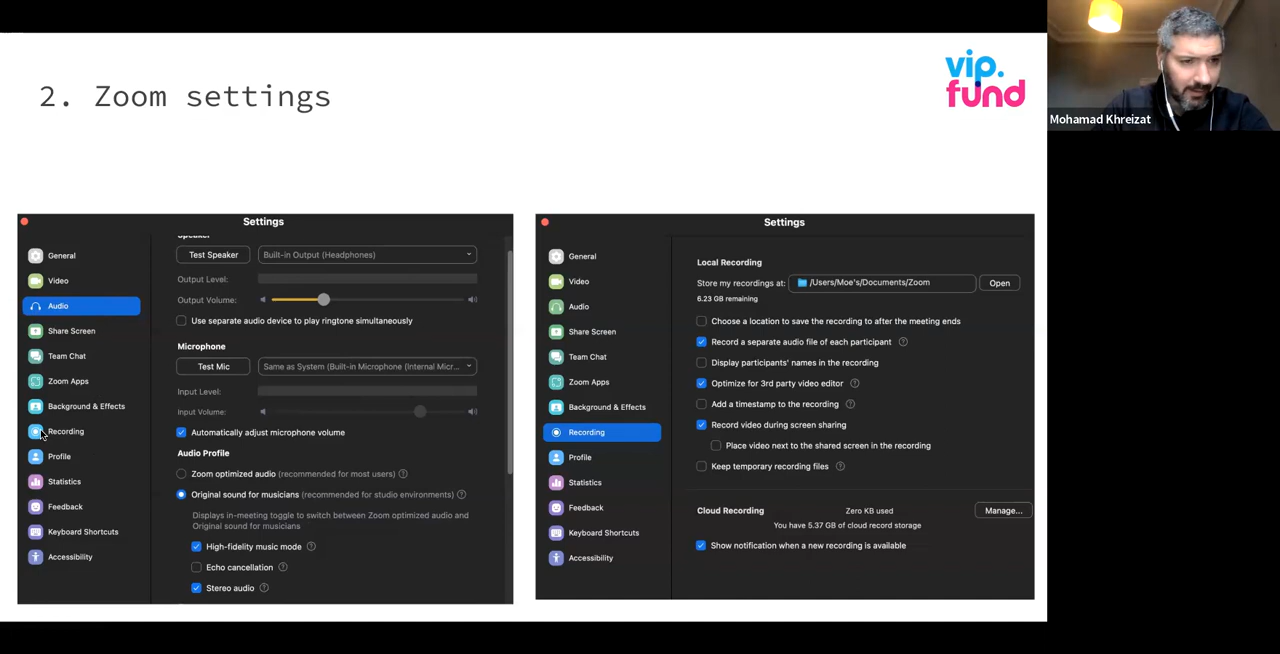 2. Zoom settings
vip.
fund
Mohamad Khreizat
Settings
General
Video
Audio
Share Screen
Team Chat
Zoom Apps
Background & Effects
Recording
Profile
Statistics
Feedback
Keyboard Shortcuts
Accessibility
Speaker
Test Speaker Built-in Output (Headphones)
Output Level:
Output Volume:
Use separate audio device to play ringtone simultaneously
Microphone
Test Mic Same as System (Built-in Microphone (Internal Micr...
Input Level:
Input Volume:
Automatically adjust microphone volume
Audio Profile
Zoom optimized audio (recommended for most users) ?
Original sound for musicians (recommended for studio environments) ?
Displays in-meeting toggle to switch between Zoom optimized audio and
Original sound for musicians
High-fidelity music mode ?
Echo cancellation ?
Stereo audio ?
Settings
General
Video
Audio
Share Screen
Team Chat
Zoom Apps
Background & Effects
Recording
Profile
Statistics
Feedback
Keyboard Shortcuts
Accessibility
Local Recording
Store my recordings at: /Users/Moe's/Documents/Zoom Open
6.23 GB remaining
Choose a location to save the recording to after the meeting ends
Record a separate audio file of each participant ?
Display participants' names in the recording
Optimize for 3rd party video editor ?
Add a timestamp to the recording ?
Record video during screen sharing
Place video next to the shared screen in the recording
Keep temporary recording files ?
Cloud Recording Zero KB used Manage...
You have 5.37 GB of cloud record storage
Show notification when a new recording is available